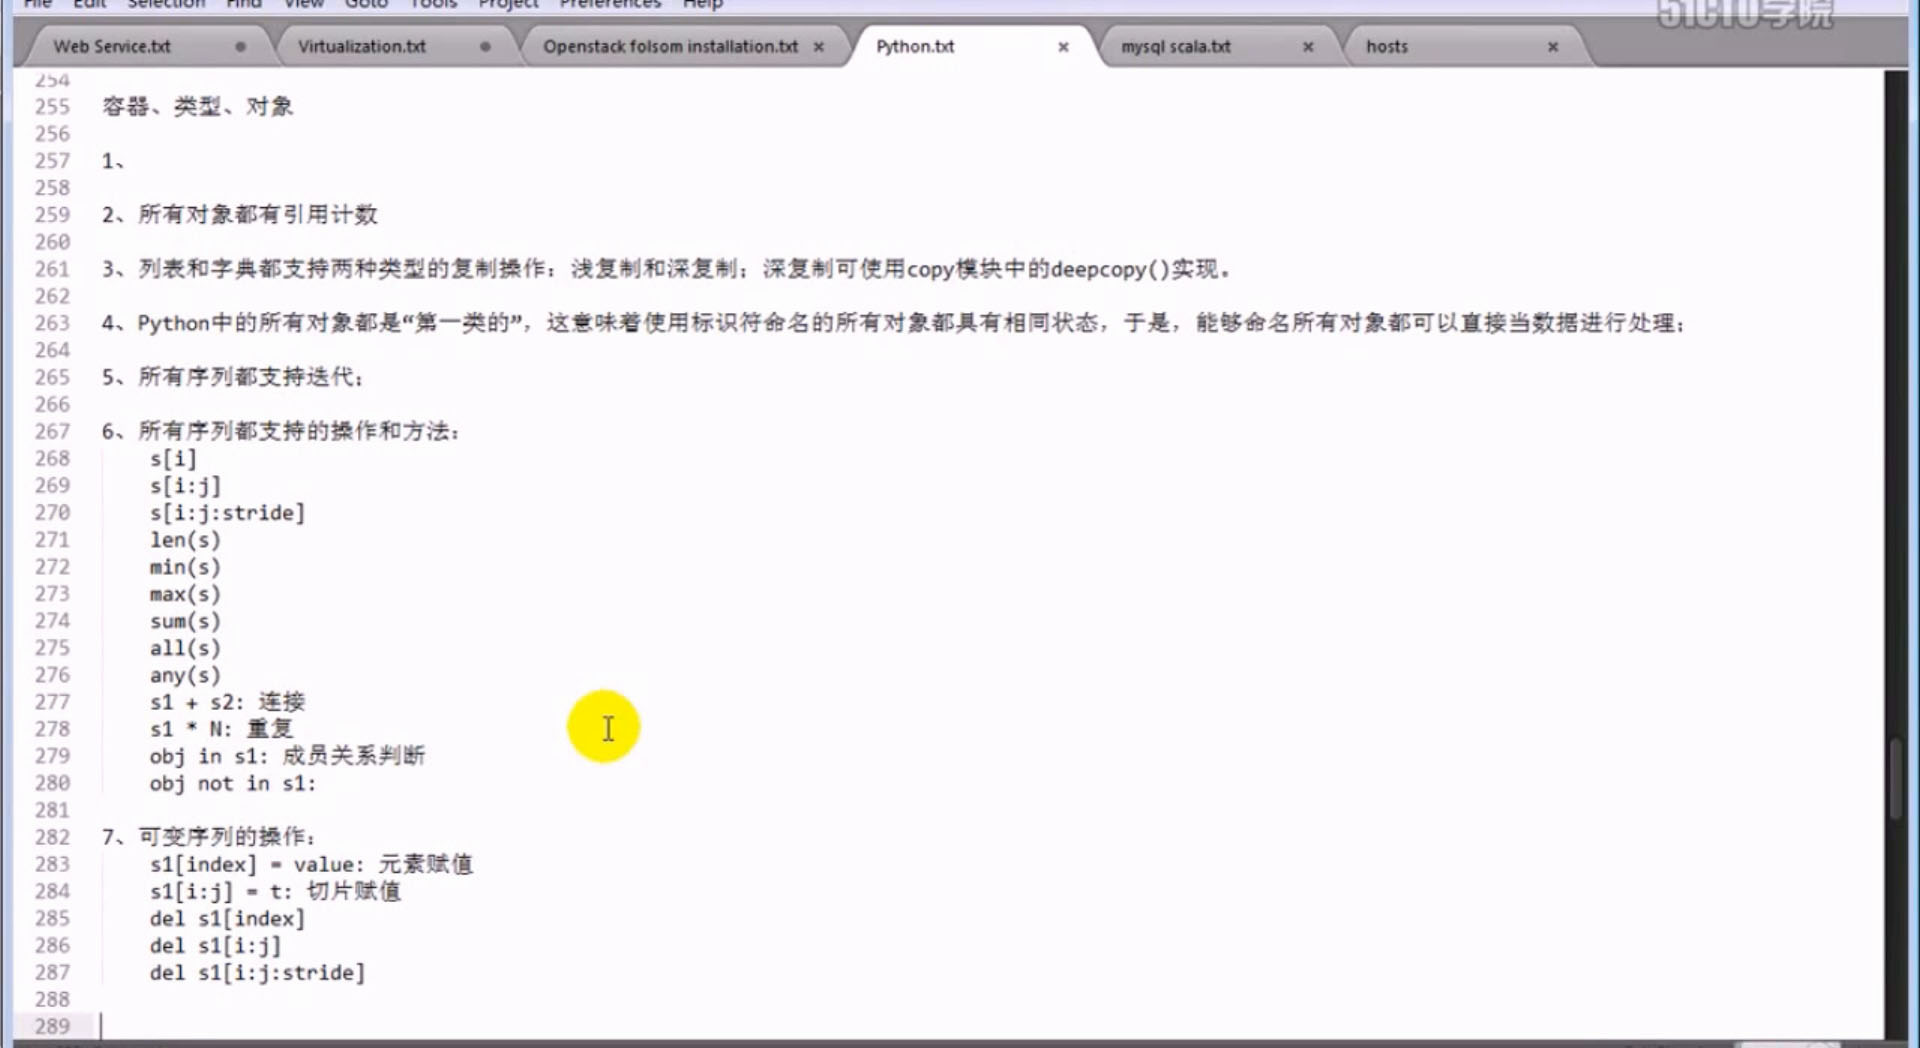 File Edit Selection Find View Goto Tools Project Preferences Help
51CTO学院
Web Service.txt Virtualization.txt Openstack folsom installation.txt Python.txt mysql scala.txt hosts
254
255 容器、类型、对象
256
257 1、
258
259 2、所有对象都有引用计数
260
261 3、列表和字典都支持两种类型的复制操作：浅复制和深复制；深复制可使用copy模块中的deepcopy()实现。
262
263 4、Python中的所有对象都是“第一类的”，这意味着使用标识符命名的所有对象都具有相同状态，于是，能够命名所有对象都可以直接当数据进行处理；
264
265 5、所有序列都支持迭代；
266
267 6、所有序列都支持的操作和方法：
268 s[i]
269 s[i:j]
270 s[i:j:stride]
271 len(s)
272 min(s)
273 max(s)
274 sum(s)
275 all(s)
276 any(s)
277 s1 + s2: 连接
278 s1 * N: 重复
279 obj in s1: 成员关系判断
280 obj not in s1:
281
282 7、可变序列的操作：
283 s1[index] = value: 元素赋值
284 s1[i:j] = t: 切片赋值
285 del s1[index]
286 del s1[i:j]
287 del s1[i:j:stride]
288
289